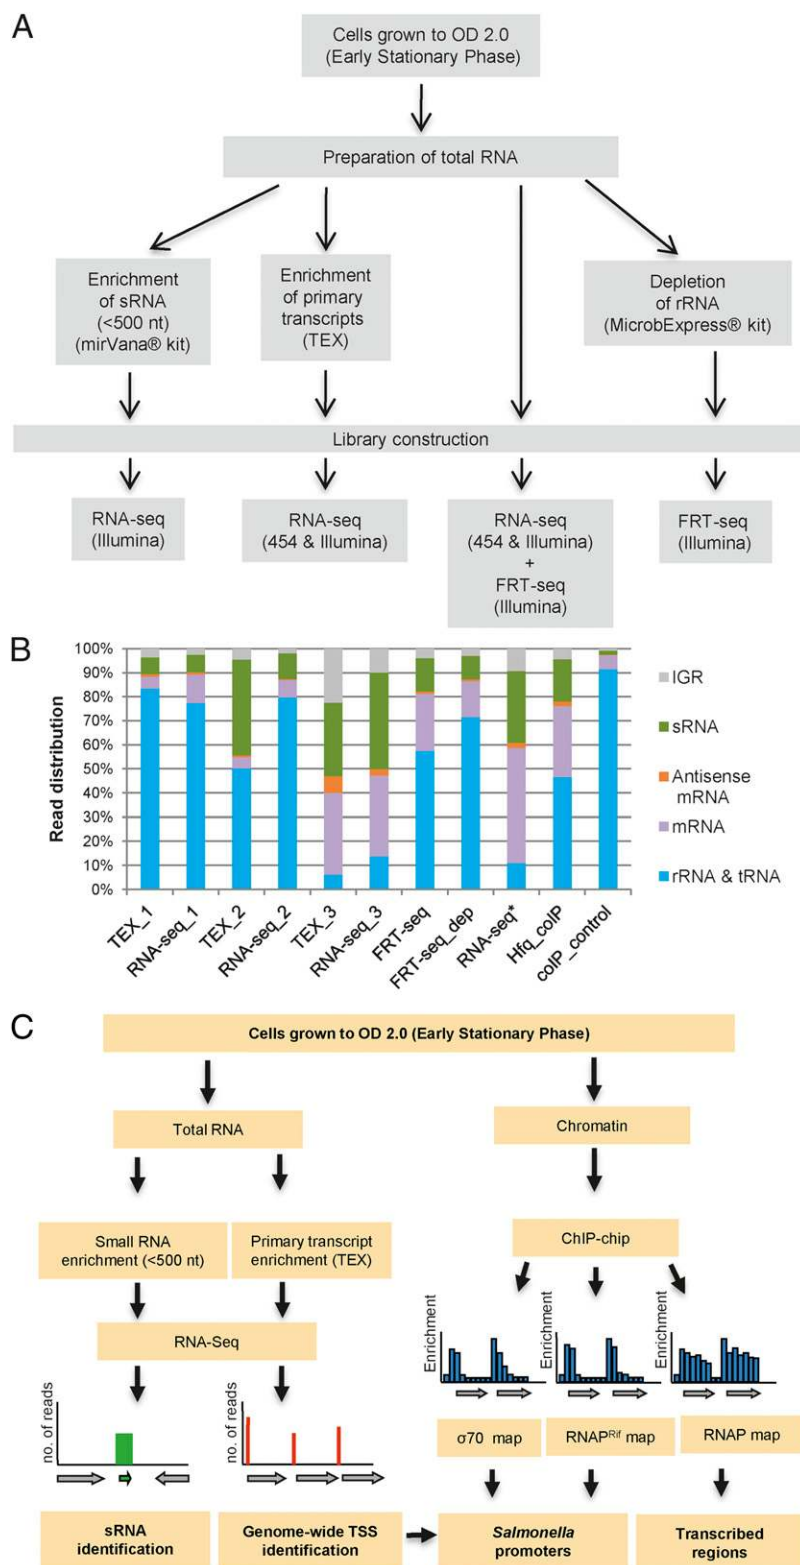 A
Cells grown to OD 2.0
(Early Stationary Phase)
Preparation of total RNA
Enrichment
of sRNA
(<500 nt)
(mirVana® kit)
Enrichment
of primary
transcripts
(TEX)
Depletion
of rRNA
(MicrobExpress® kit)
Library construction
RNA-seq
(Illumina)
RNA-seq
(454 & Illumina)
RNA-seq
(454 & Illumina)
+
FRT-seq
(Illumina)
FRT-seq
(Illumina)
B
Read distribution
100%
90%
80%
70%
60%
50%
40%
30%
20%
10%
0%
TEX_1
RNA-seq_1
TEX_2
RNA-seq_2
TEX_3
RNA-seq_3
FRT-seq
FRT-seq_dep
RNA-seq*
Hfq_coIP
coIP_control
IGR
sRNA
Antisense
mRNA
mRNA
rRNA & tRNA
C
Cells grown to OD 2.0 (Early Stationary Phase)
Total RNA
Chromatin
Small RNA
enrichment (<500 nt)
Primary transcript
enrichment (TEX)
ChIP-chip
RNA-Seq
Enrichment
Enrichment
Enrichment
no. of reads
no. of reads
σ70 map
RNAPRif map
RNAP map
sRNA
identification
Genome-wide TSS
identification
Salmonella
promoters
Transcribed
regions